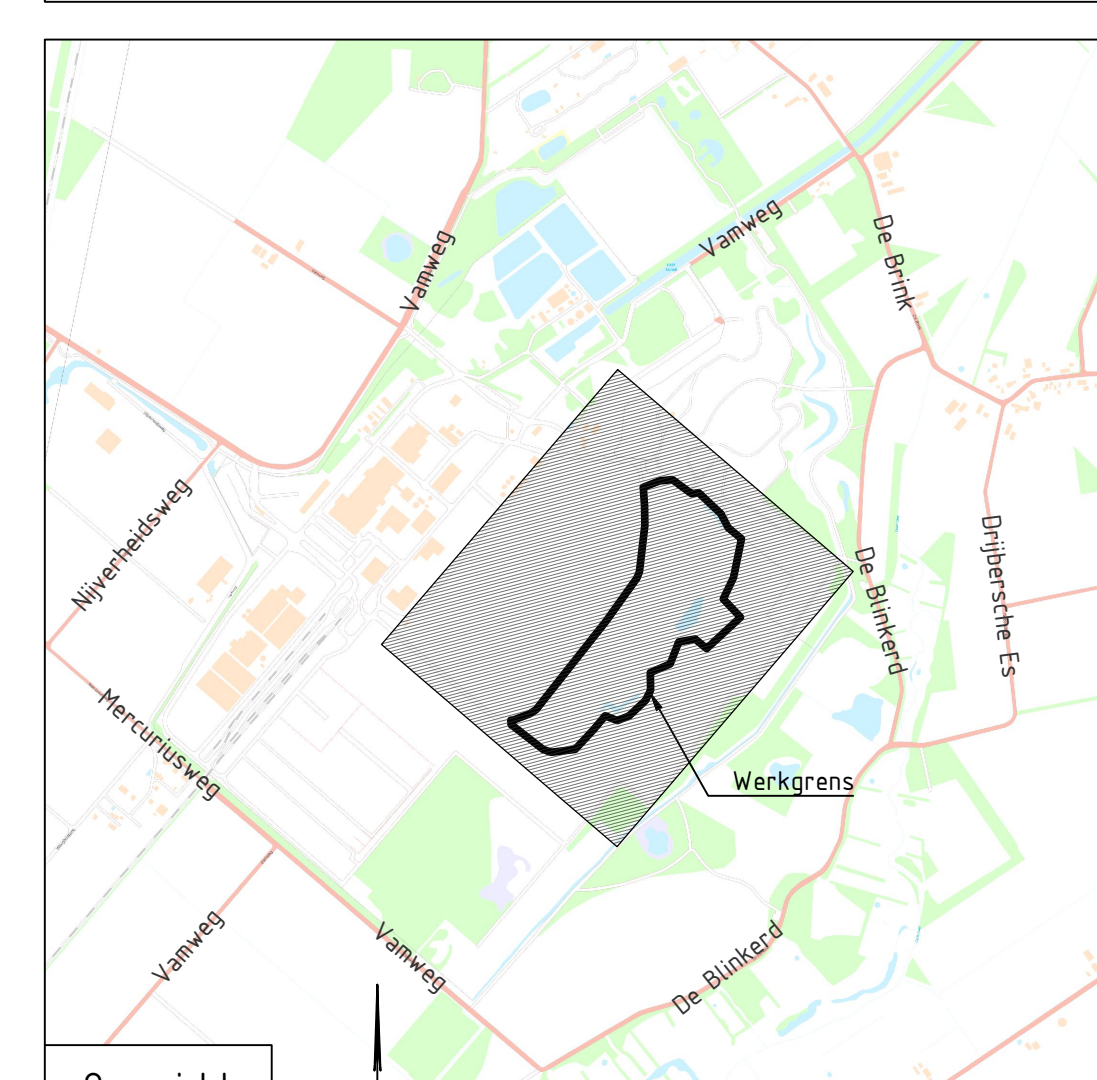 Vamweg
Vamweg
De Brink
Nijverheidsweg
De Blinkerd
Drijbersche Es
Mercuriusweg
Werkgrens
Vamweg
Vamweg
De Blinkerd